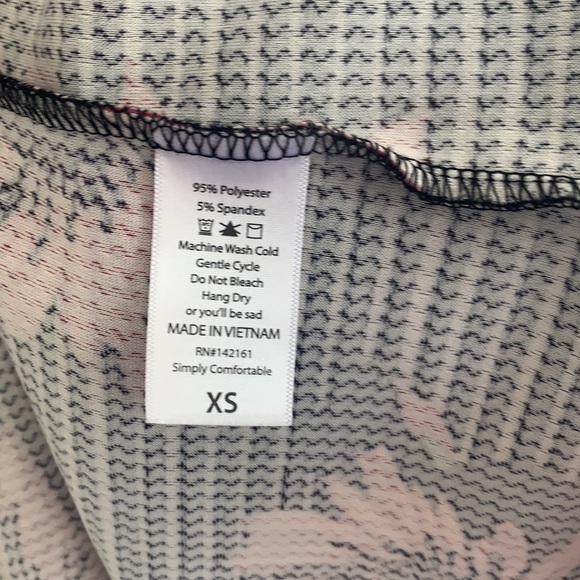 95% Polyester
5% Spandex
Machine Wash Cold
Gentle Cycle
Do Not Bleach
Hang Dry
or you'll be sad
MADE IN VIETNAM
RN#142161
Simply Comfortable
XS